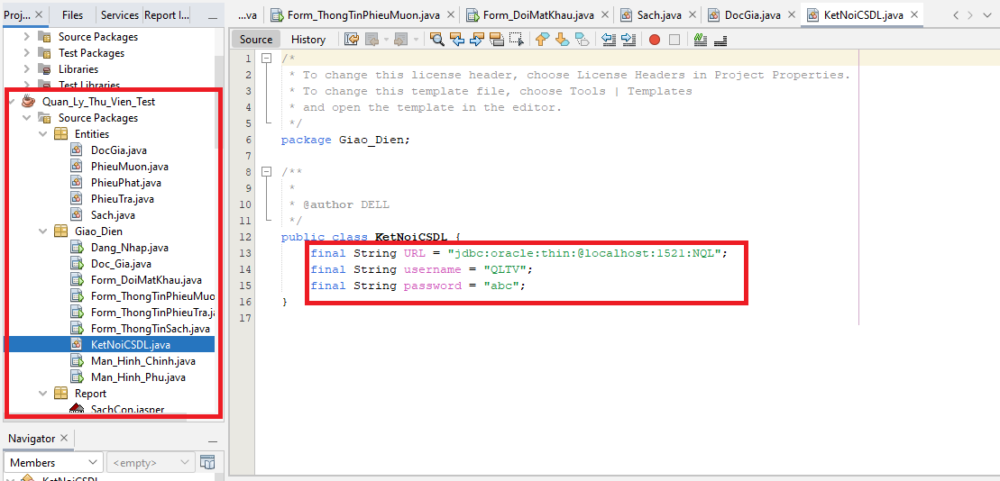 Proj... × Files Services Report I...
Source Packages
Test Packages
Libraries
Test Libraries
Quan_Ly_Thu_Vien_Test
Source Packages
Entities
DocGia.java
PhieuMuon.java
PhieuPhat.java
PhieuTra.java
Sach.java
Giao_Dien
Dang_Nhap.java
Doc_Gia.java
Form_DoiMatKhau.java
Form_ThongTinPhieuMuo
Form_ThongTinPhieuTra.ja
Form_ThongTinSach.java
KetNoiCSDL.java
Man_Hinh_Chinh.java
Man_Hinh_Phu.java
Report
SachCon.jasper
Navigator ×
Members <empty>
KetNoiCSDL
...va Form_ThongTinPhieuMuon.java × Form_DoiMatKhau.java × Sach.java × DocGia.java × KetNoiCSDL.java ×
Source History
1 /*
2 * To change this license header, choose License Headers in Project Properties.
3 * To change this template file, choose Tools | Templates
4 * and open the template in the editor.
5 */
6 package Giao_Dien;
7
8 /**
9 *
10 * @author DELL
11 */
12 public class KetNoiCSDL {
13 final String URL = "jdbc:oracle:thin:@localhost:1521:NQL";
14 final String username = "QLTV";
15 final String password = "abc";
16 }
17